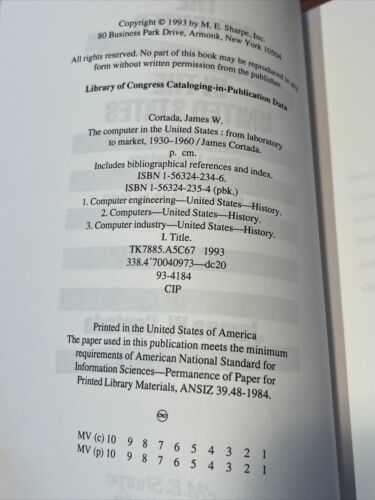 Copyright © 1993 by M. E. Sharpe, Inc.
80 Business Park Drive, Armonk, New York 10504
All rights reserved. No part of this book may be reproduced in any
form without written permission from the publisher.
Library of Congress Cataloging-in-Publication Data
Cortada, James W.
The computer in the United States : from laboratory
to market, 1930–1960 / James Cortada.
p. cm.
Includes bibliographical references and index.
ISBN 1-56324-234-6.
ISBN 1-56324-235-4 (pbk.)
1. Computer engineering—United States—History.
2. Computers—United States—History.
3. Computer industry—United States—History.
I. Title.
TK7885.A5C67 1993
338.4´70040973—dc20
93-4184
CIP
Printed in the United States of America
The paper used in this publication meets the minimum
requirements of American National Standard for
Information Sciences—Permanence of Paper for
Printed Library Materials, ANSIZ 39.48-1984.
MV (c) 10 9 8 7 6 5 4 3 2 1
MV (p) 10 9 8 7 6 5 4 3 2 1